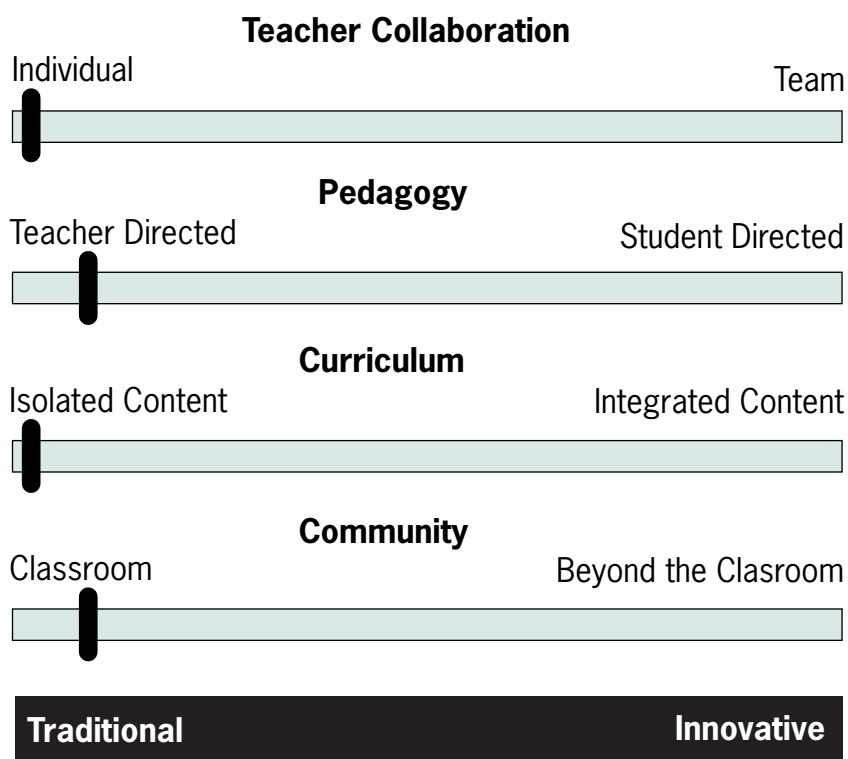 Teacher Collaboration
Individual
Team
Pedagogy
Teacher Directed
Student Directed
Curriculum
Isolated Content
Integrated Content
Community
Classroom
Beyond the Clasroom
Traditional
Innovative